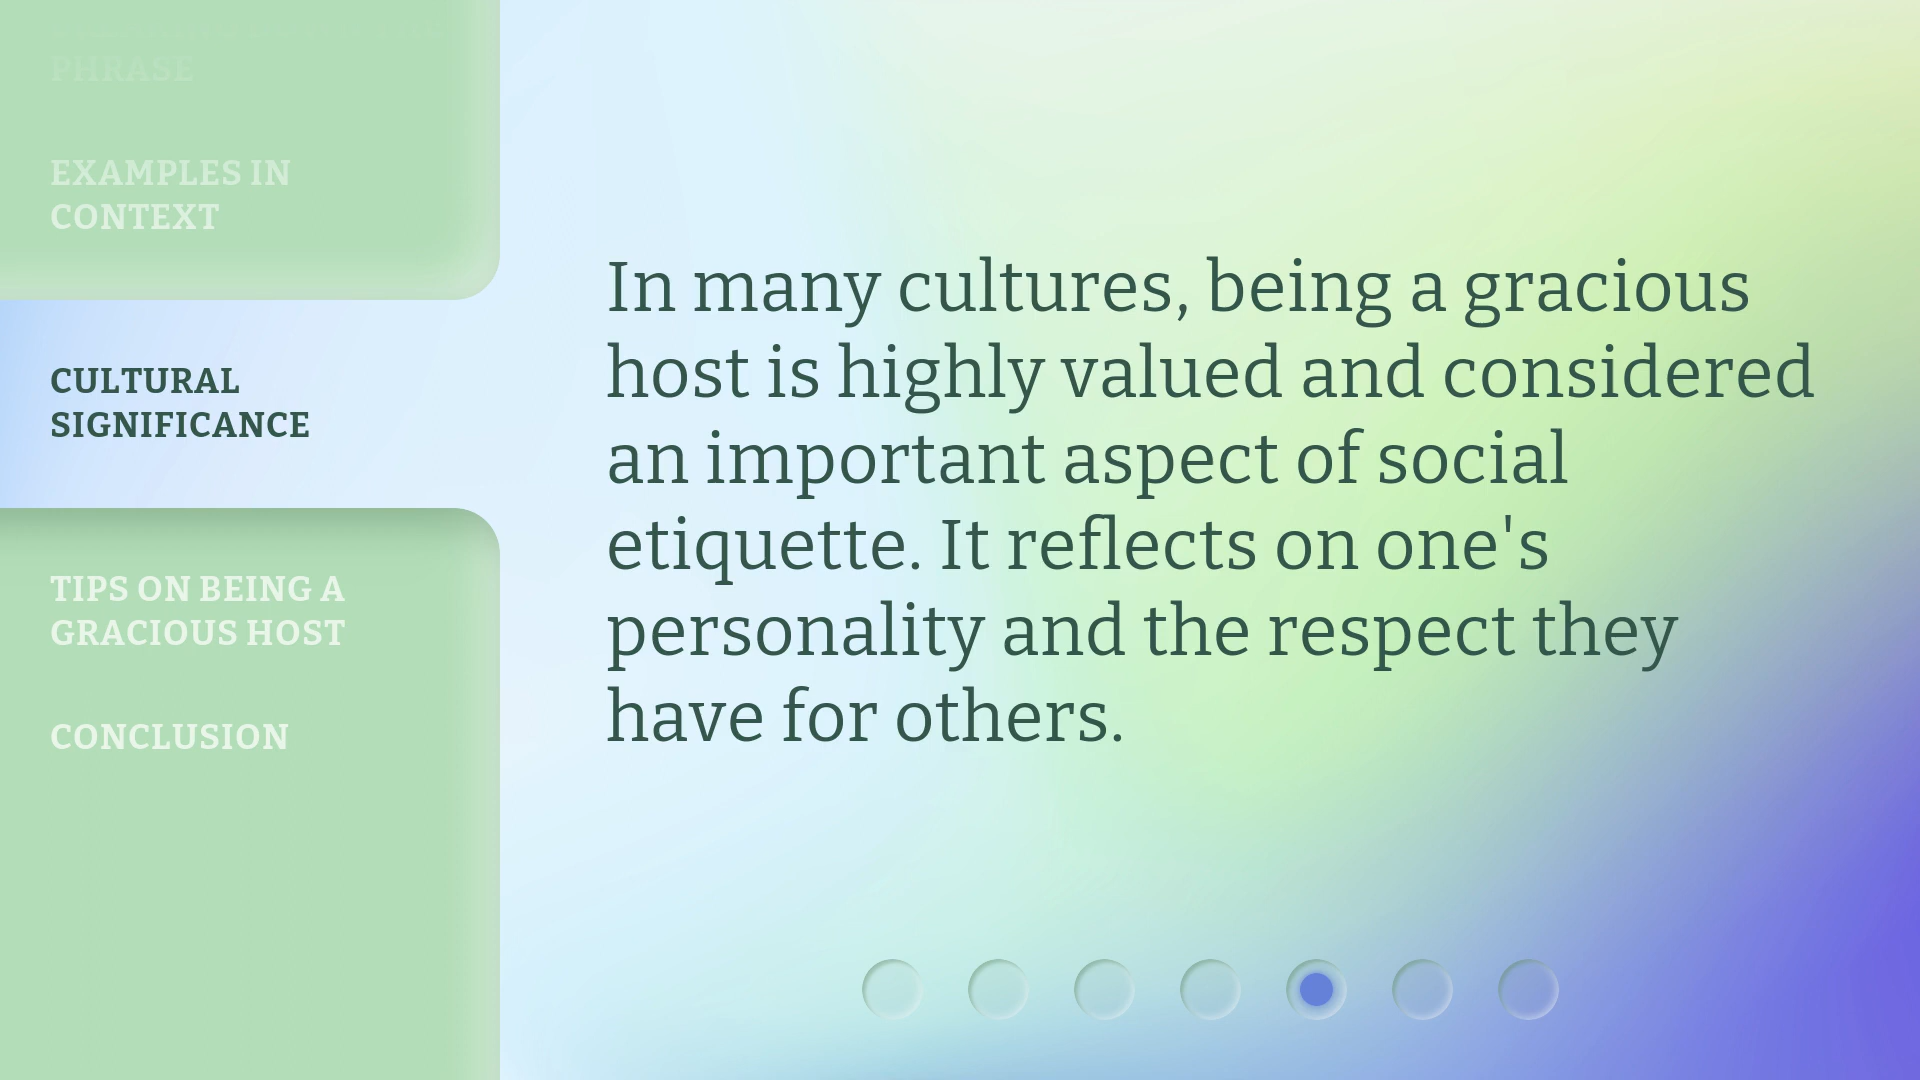 PHRASE
EXAMPLES IN
CONTEXT
CULTURAL
SIGNIFICANCE
TIPS ON BEING A
GRACIOUS HOST
CONCLUSION
In many cultures, being a gracious
host is highly valued and considered
an important aspect of social
etiquette. It reflects on one's
personality and the respect they
have for others.